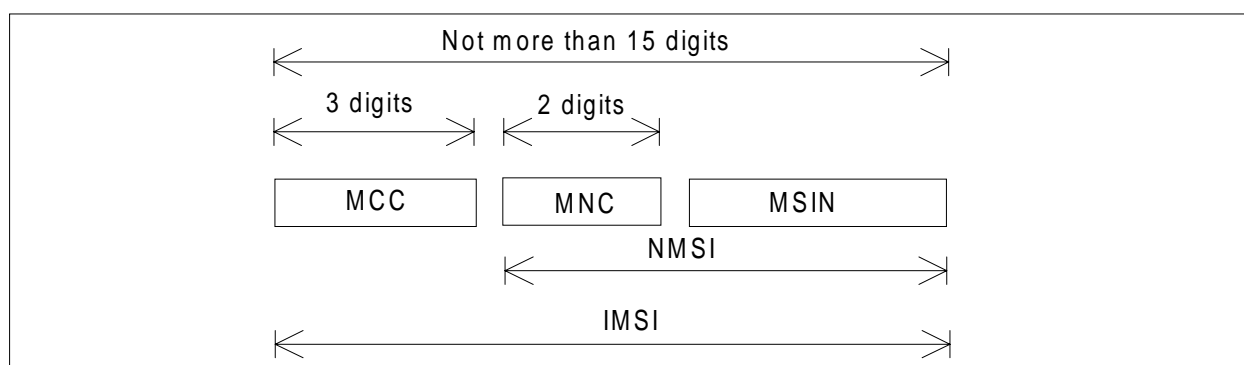 Not more than 15 digits
3 digits 2 digits
MCC MNC MSIN
NMSI
IMSI